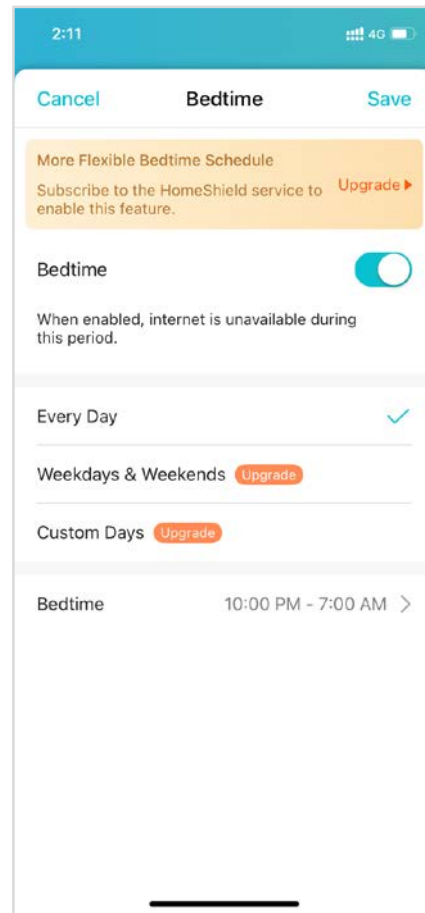 2:11 4G
Cancel Bedtime Save
More Flexible Bedtime Schedule
Subscribe to the HomeShield service to
enable this feature.
Upgrade
Bedtime
When enabled, internet is unavailable during
this period.
Every Day
Weekdays & Weekends Upgrade
Custom Days Upgrade
Bedtime 10:00 PM - 7:00 AM